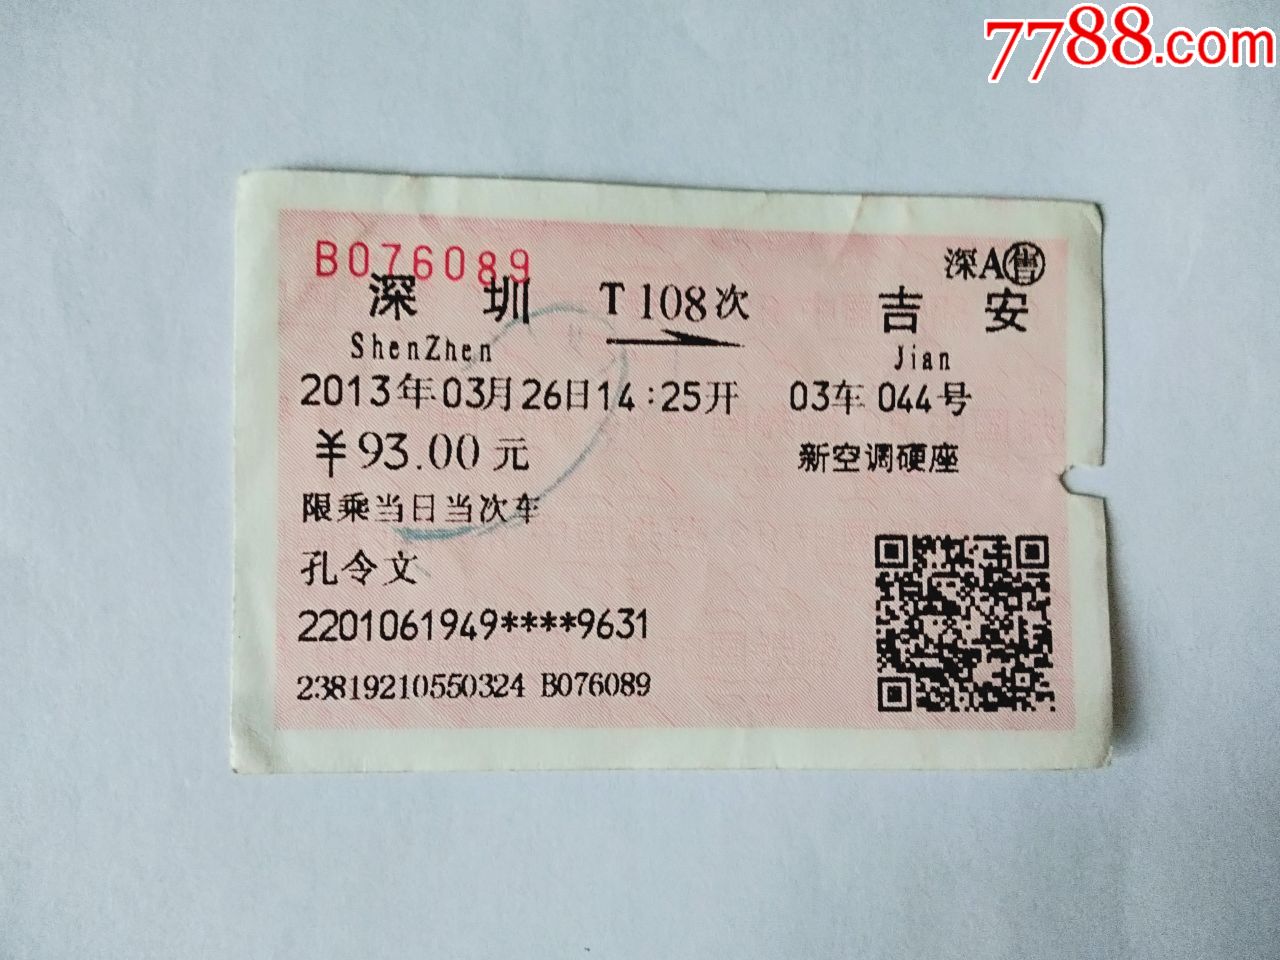 7788.com
B076089
深A售
深 圳 T108次 吉 安
ShenZhen Jian
2013年03月26日14:25开 03车044号
￥93.00元 新空调硬座
限乘当日当次车
孔令文
2201061949****9631
23819210550324 B076089